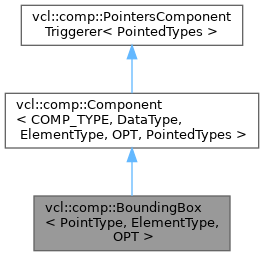 vcl::comp::PointersComponent
Triggerer< PointedTypes >
vcl::comp::Component
< COMP_TYPE, DataType,
ElementType, OPT, PointedTypes >
vcl::comp::BoundingBox
< PointType, ElementType,
OPT >